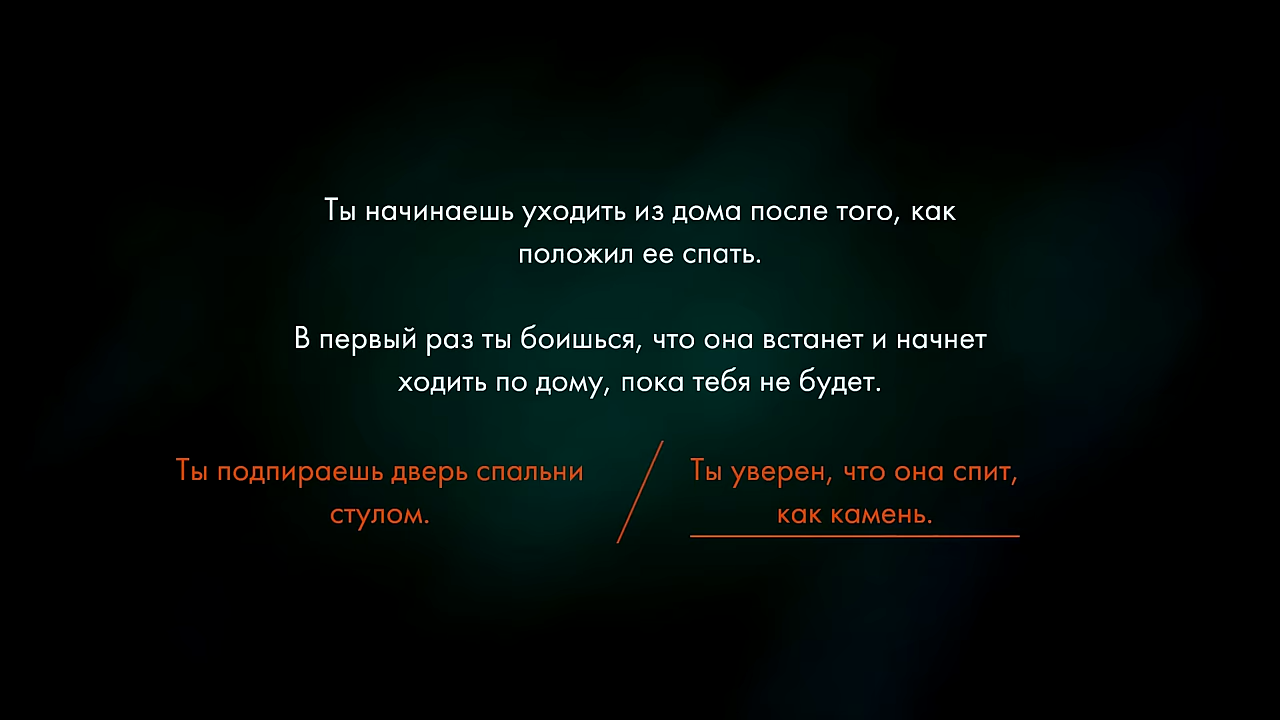 Ты начинаешь уходить из дома после того, как
положил ее спать.
В первый раз ты боишься, что она встанет и начнет
ходить по дому, пока тебя не будет.
Ты подпираешь дверь спальни
стулом.
Ты уверен, что она спит,
как камень.